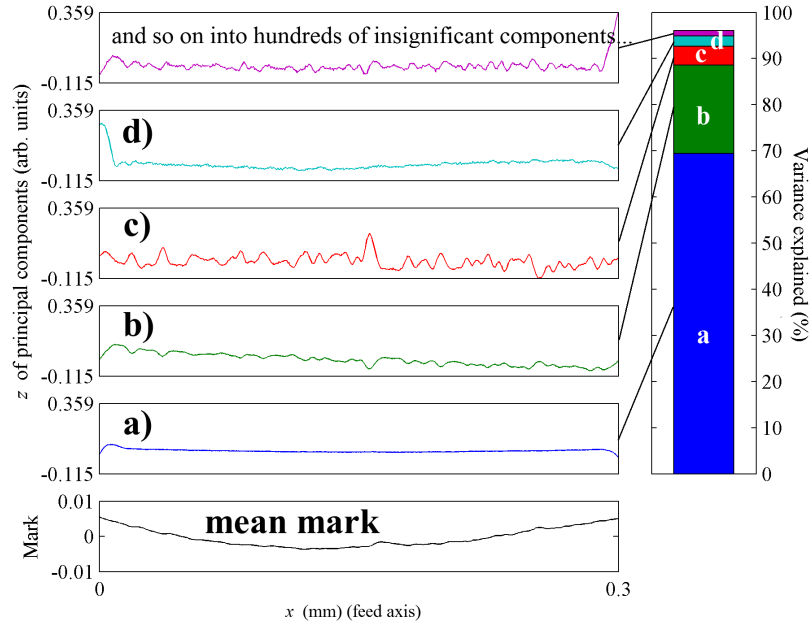 0.359
and so on into hundreds of insignificant components...
-0.115
0.359
d)
-0.115
0.359
c)
-0.115
0.359
b)
-0.115
0.359
a)
-0.115
0.01
mean mark
0
-0.01
0
0.3
x (mm) (feed axis)
z of principal components (arb. units)
Mark
d
c
b
a
100
90
80
70
60
50
40
30
20
10
0
Variance explained (%)